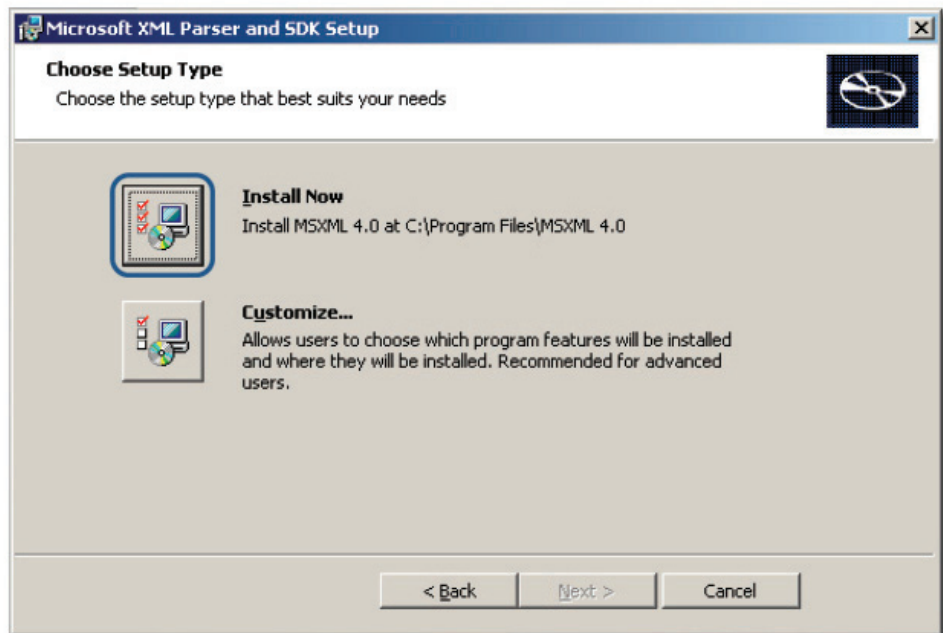 Microsoft XML Parser and SDK Setup
Choose Setup Type
Choose the setup type that best suits your needs
Install Now
Install MSXML 4.0 at C:\Program Files\MSXML 4.0
Customize...
Allows users to choose which program features will be installed
and where they will be installed. Recommended for advanced
users.
< Back
Next >
Cancel